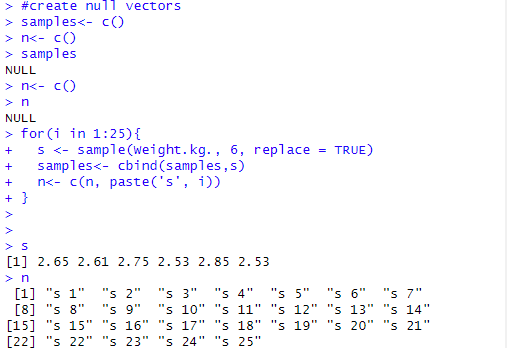 > #create null vectors
> samples<- c()
> n<- c()
> samples
NULL
> n<- c()
> n
NULL
> for(i in 1:25){
+   s <- sample(Weight.kg., 6, replace = TRUE)
+   samples<- cbind(samples,s)
+   n<- c(n, paste('s', i))
+ }
>
>
> s
[1] 2.65 2.61 2.75 2.53 2.85 2.53
> n
 [1] "s 1"  "s 2"  "s 3"  "s 4"  "s 5"  "s 6"  "s 7"
 [8] "s 8"  "s 9"  "s 10" "s 11" "s 12" "s 13" "s 14"
[15] "s 15" "s 16" "s 17" "s 18" "s 19" "s 20" "s 21"
[22] "s 22" "s 23" "s 24" "s 25"